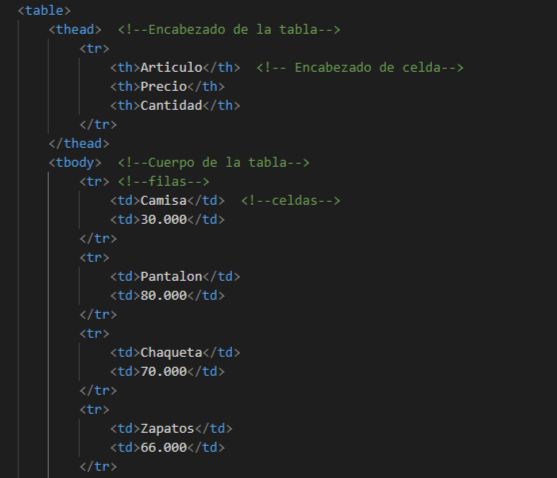 <table>
<thead> <!--Encabezado de la tabla-->
<tr>
<th>Articulo</th> <!-- Encabezado de celda-->
<th>Precio</th>
<th>Cantidad</th>
</tr>
</thead>
<tbody> <!--Cuerpo de la tabla-->
<tr> <!--filas-->
<td>Camisa</td> <!--celdas-->
<td>30.000</td>
</tr>
<tr>
<td>Pantalon</td>
<td>80.000</td>
</tr>
<tr>
<td>Chaqueta</td>
<td>70.000</td>
</tr>
<tr>
<td>Zapatos</td>
<td>66.000</td>
</tr>